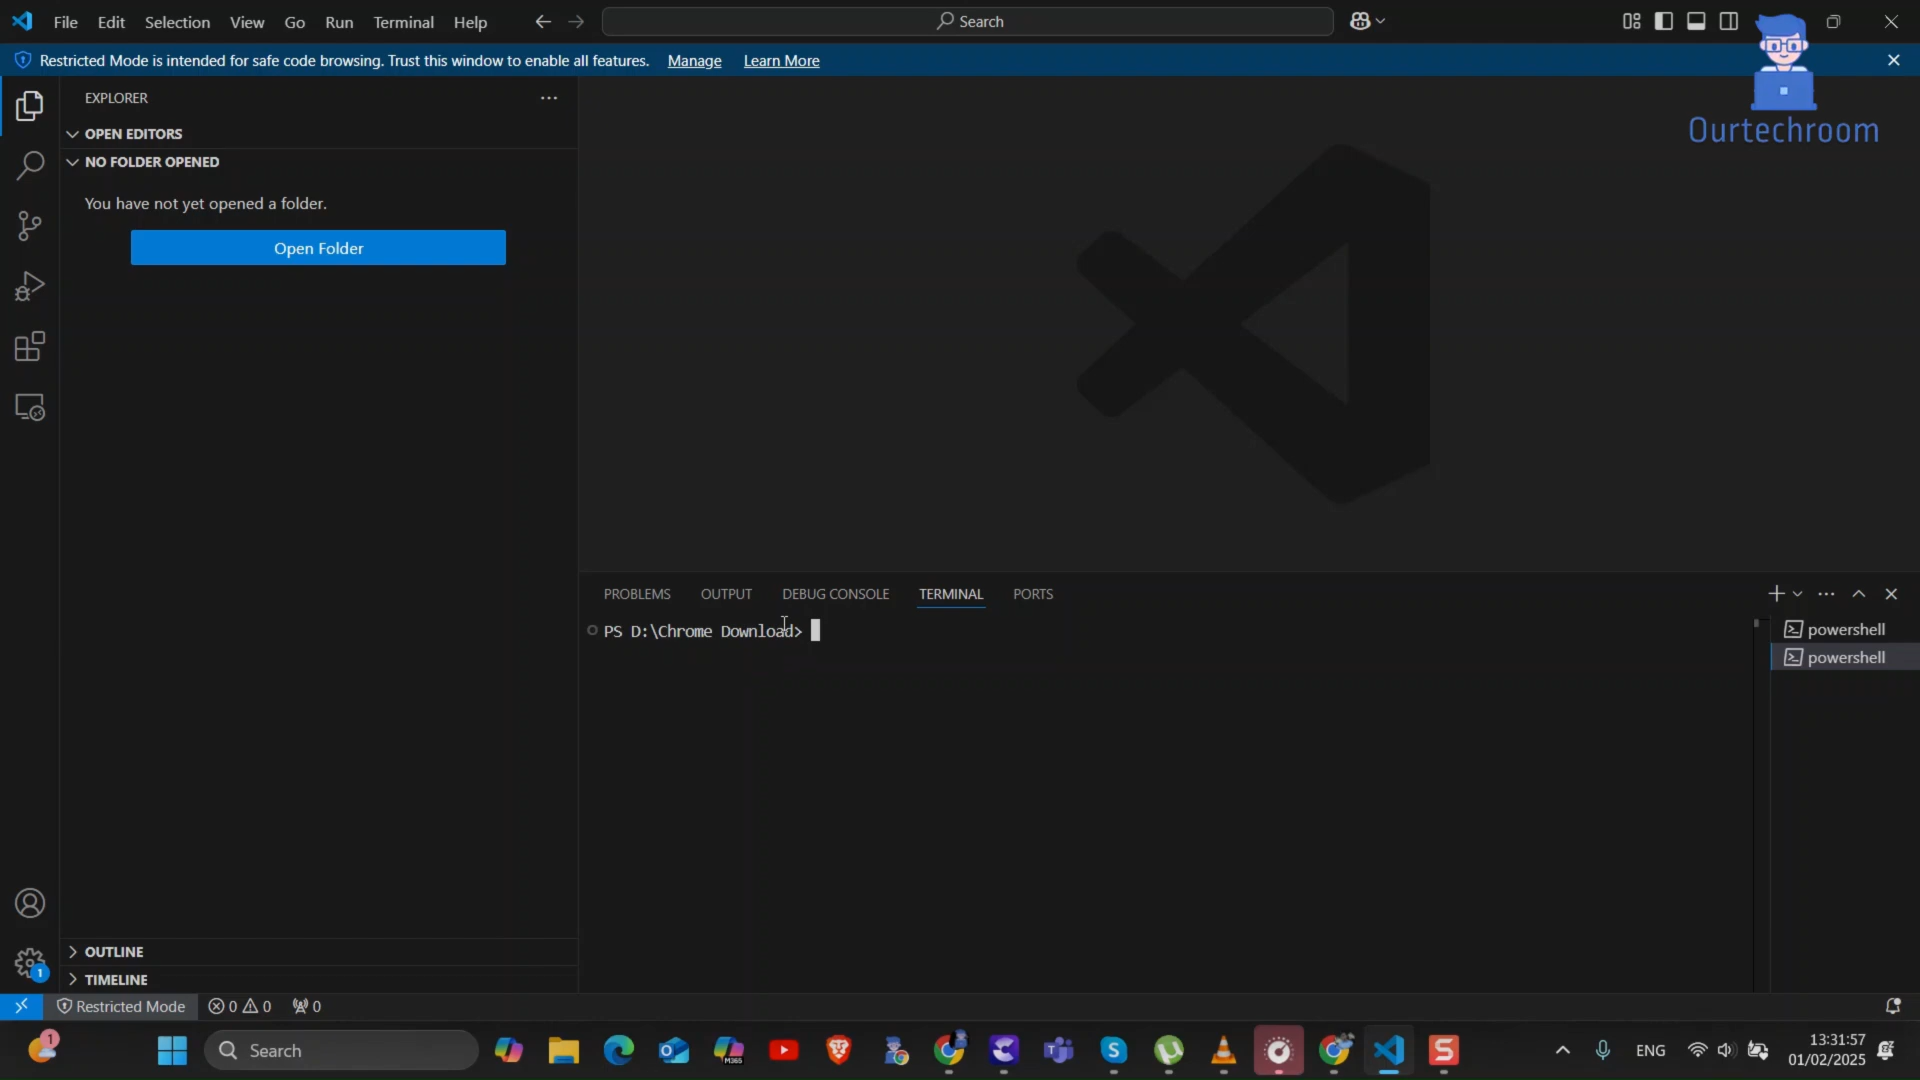 File Edit Selection View Go Run Terminal Help
Search
Restricted Mode is intended for safe code browsing. Trust this window to enable all features. Manage Learn More
Ourtechroom
EXPLORER
OPEN EDITORS
NO FOLDER OPENED
You have not yet opened a folder.
Open Folder
PROBLEMS OUTPUT DEBUG CONSOLE TERMINAL PORTS
PS D:\Chrome Download>
powershell
powershell
1
OUTLINE
TIMELINE
Restricted Mode 0 0 0
1
Search
M365
ENG
13:31:57
01/02/2025